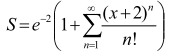 S = e^{-2}\left(1+\sum_{n=1}^{\infty}\frac{(x+2)^n}{n!}\right)